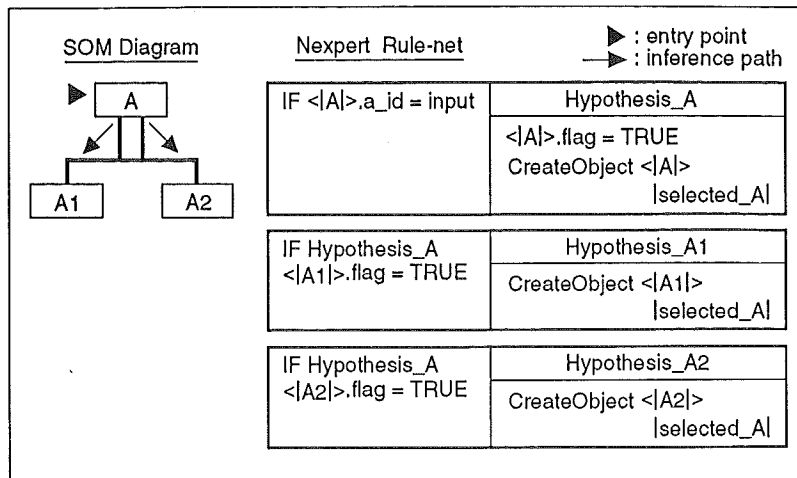 SOM Diagram
Nexpert Rule-net
: entry point
: inference path
A
A1
A2
IF <|A|>.a_id = input
Hypothesis_A
<|A|>.flag = TRUE
CreateObject <|A|>
|selected_A|
IF Hypothesis_A
<|A1|>.flag = TRUE
Hypothesis_A1
CreateObject <|A1|>
|selected_A|
IF Hypothesis_A
<|A2|>.flag = TRUE
Hypothesis_A2
CreateObject <|A2|>
|selected_A|